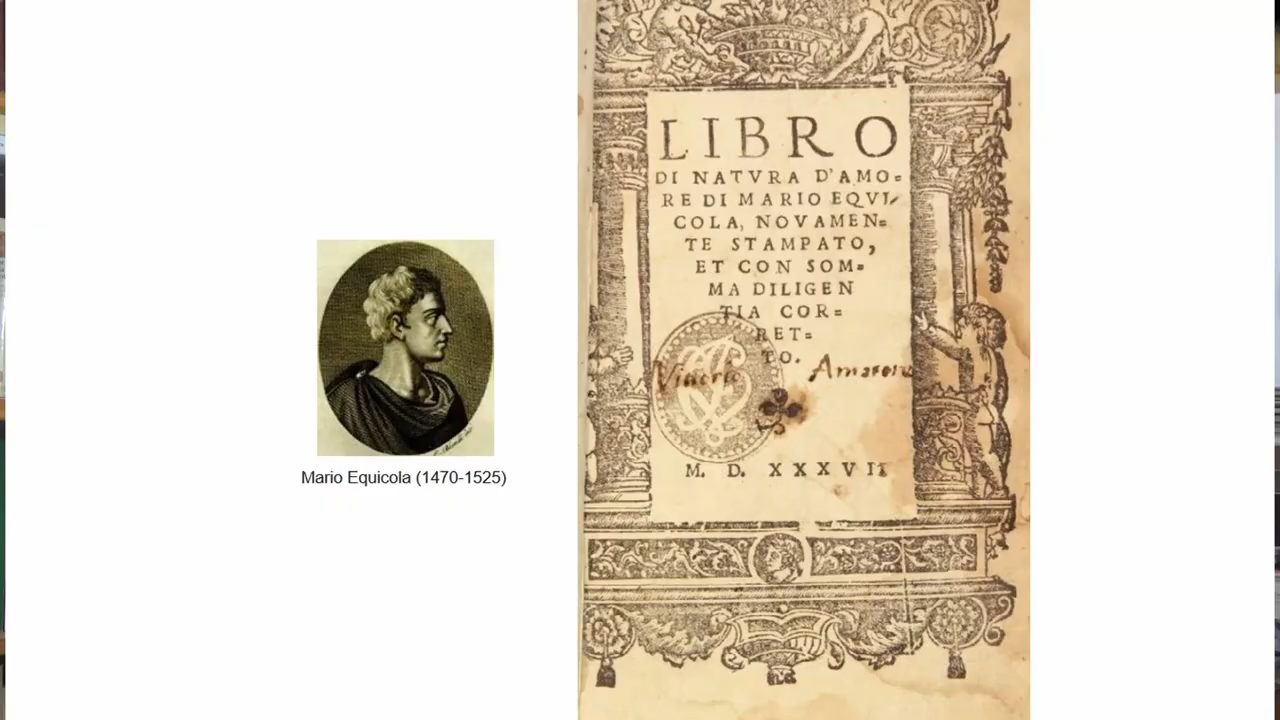 Mario Equicola (1470-1525)
LIBRO
DI NATVRA D'AMO=
RE DI MARIO EQVI
COLA, NOVAMEN=
TE STAMPATO,
ET CON SOM=
MA DILIGEN
TIA COR=
RET=
TO.
M. D. XXXVII